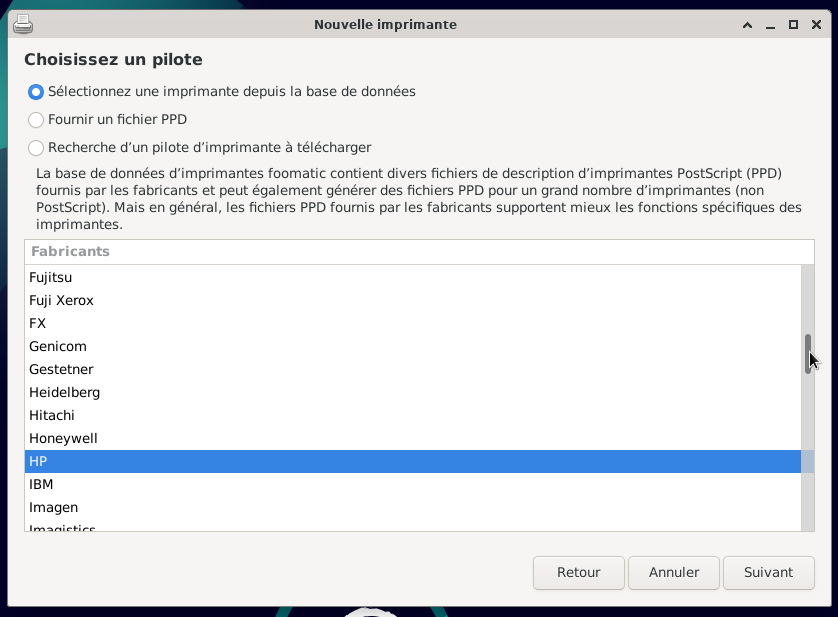 Nouvelle imprimante
Choisissez un pilote
Sélectionnez une imprimante depuis la base de données
Fournir un fichier PPD
Recherche d’un pilote d’imprimante à télécharger
La base de données d’imprimantes foomatic contient divers fichiers de description d’imprimantes PostScript (PPD)
fournis par les fabricants et peut également générer des fichiers PPD pour un grand nombre d’imprimantes (non
PostScript). Mais en général, les fichiers PPD fournis par les fabricants supportent mieux les fonctions spécifiques des
imprimantes.
Fabricants
Fujitsu
Fuji Xerox
FX
Genicom
Gestetner
Heidelberg
Hitachi
Honeywell
HP
IBM
Imagen
Imagistics
Retour
Annuler
Suivant